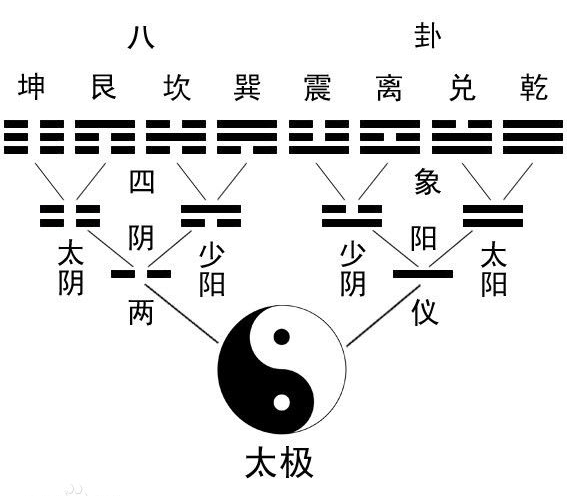 八 卦
坤 艮 坎 巽 震 离 兑 乾
四 象
太阴 阴 少阳 少阴 阳 太阳
两 仪
太极